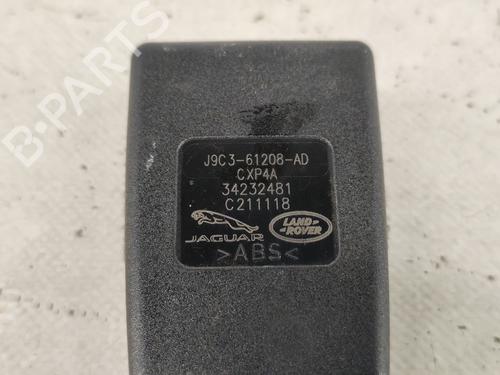 B-PARTS
J9C3-61208-AD
CXP4A
34232481
C211118
JAGUAR
LAND-
ROVER
>ABS<